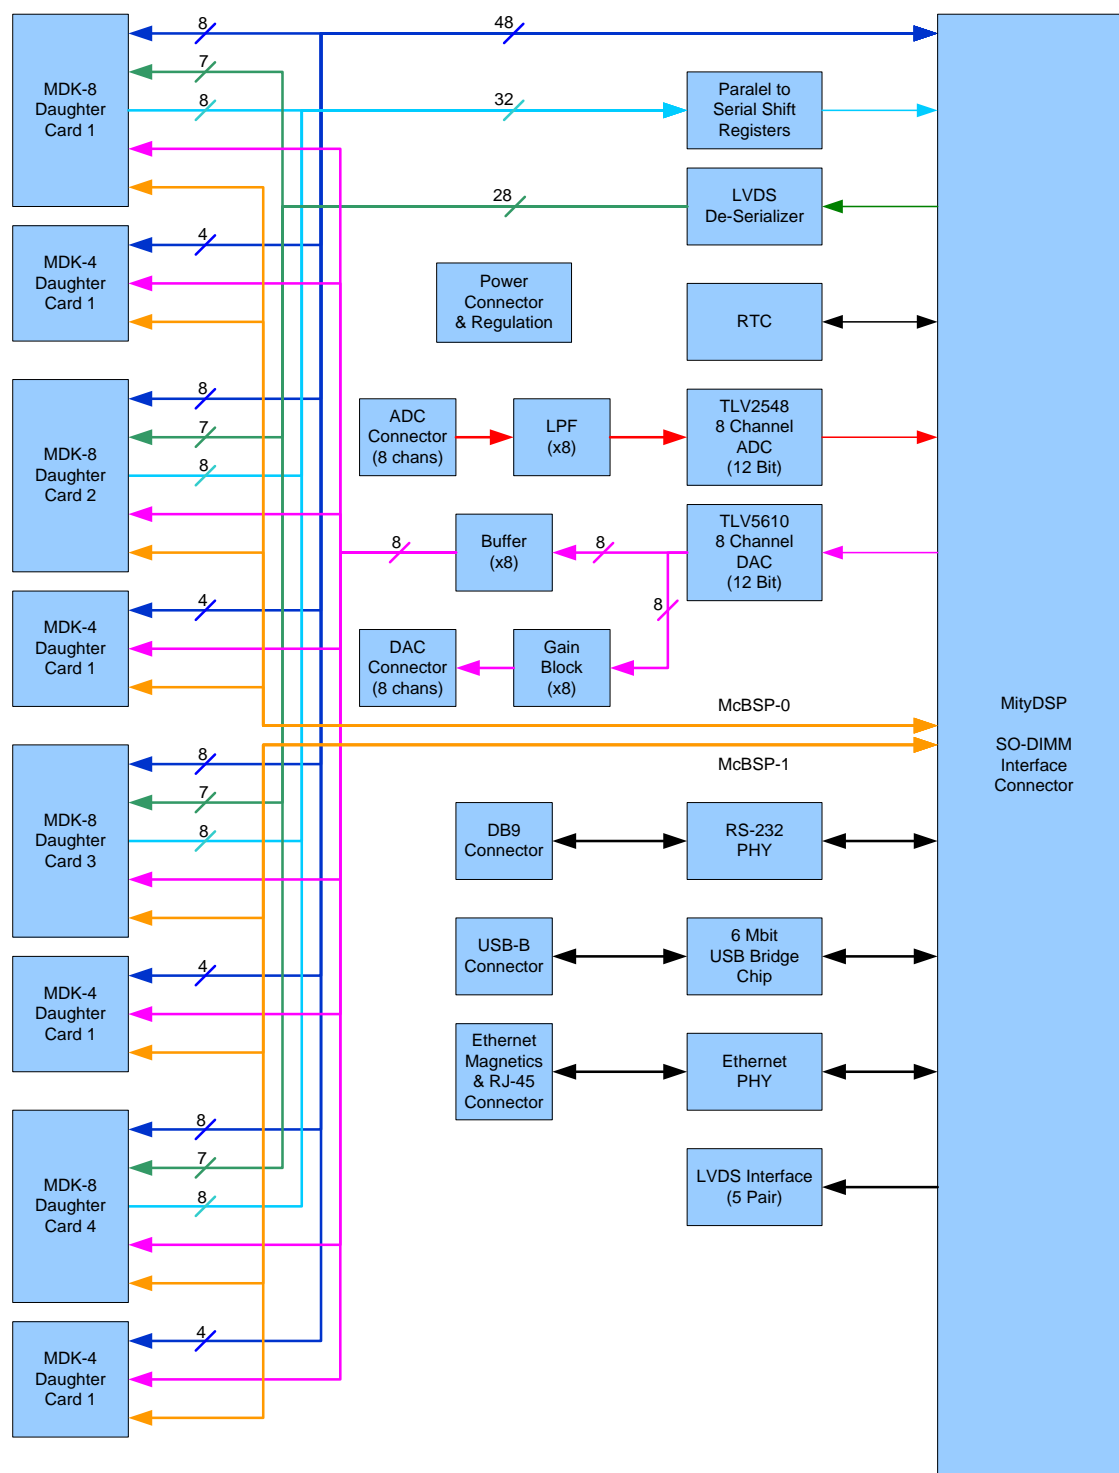 8
48
MDK-8
Daughter
Card 1
7
8
32
Paralel to
Serial Shift
Registers
28
LVDS
De-Serializer
MDK-4
Daughter
Card 1
4
Power
Connector
& Regulation
RTC
MDK-8
Daughter
Card 2
8
7
8
ADC
Connector
(8 chans)
LPF
(x8)
TLV2548
8 Channel
ADC
(12 Bit)
8
Buffer
(x8)
8
TLV5610
8 Channel
DAC
(12 Bit)
8
MDK-4
Daughter
Card 1
4
DAC
Connector
(8 chans)
Gain
Block
(x8)
McBSP-0
McBSP-1
MityDSP
SO-DIMM
Interface
Connector
MDK-8
Daughter
Card 3
8
7
8
DB9
Connector
RS-232
PHY
USB-B
Connector
6 Mbit
USB Bridge
Chip
MDK-4
Daughter
Card 1
4
Ethernet
Magnetics
& RJ-45
Connector
Ethernet
PHY
MDK-8
Daughter
Card 4
8
7
8
LVDS Interface
(5 Pair)
MDK-4
Daughter
Card 1
4